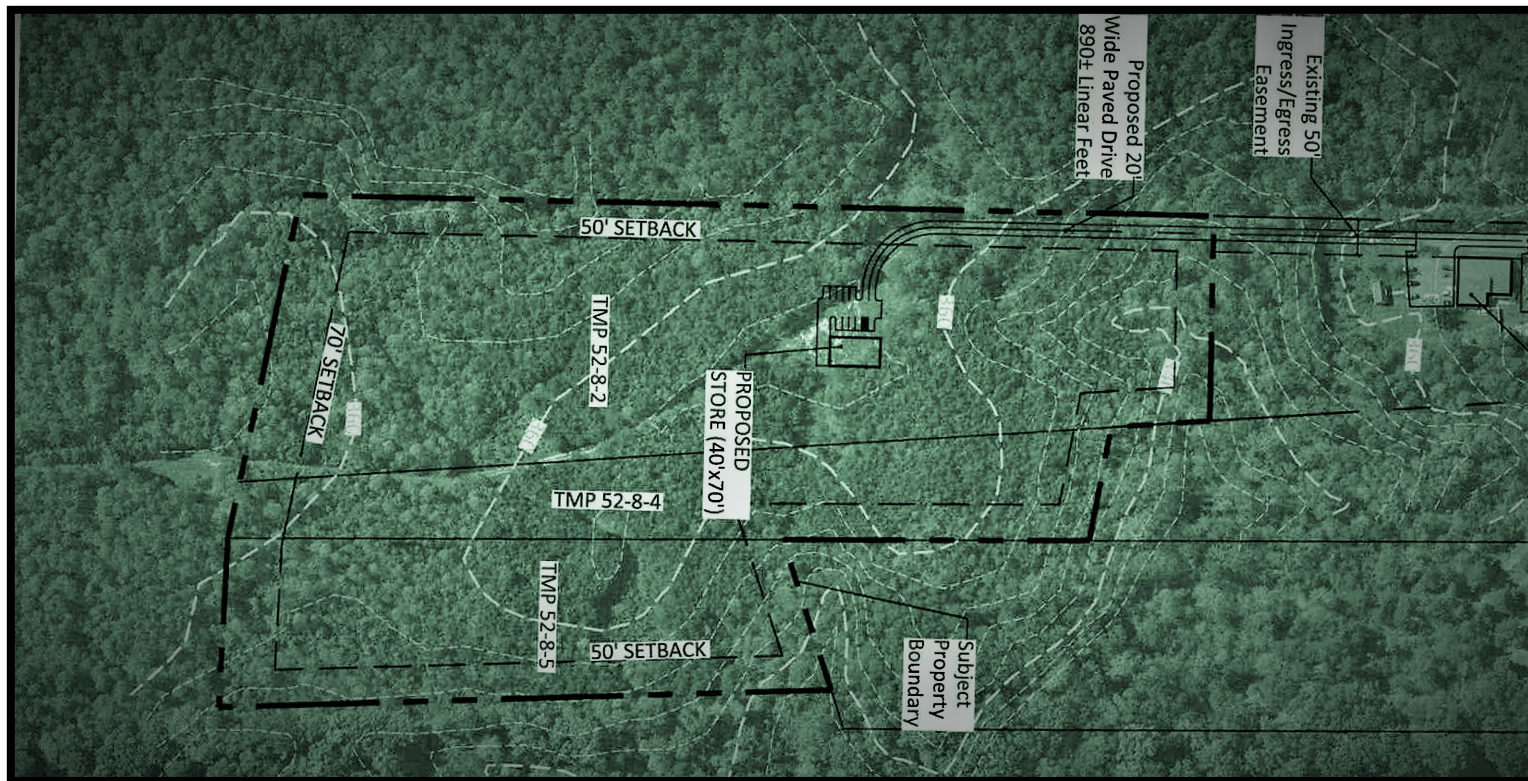 Existing 50'
Ingress/Egress
Easement
Proposed 20'
Wide Paved Drive
890± Linear Feet
50' SETBACK
70' SETBACK
TMP 52-8-2
PROPOSED
STORE (40'x70')
TMP 52-8-4
TMP 52-8-5
50' SETBACK
Subject
Property
Boundary